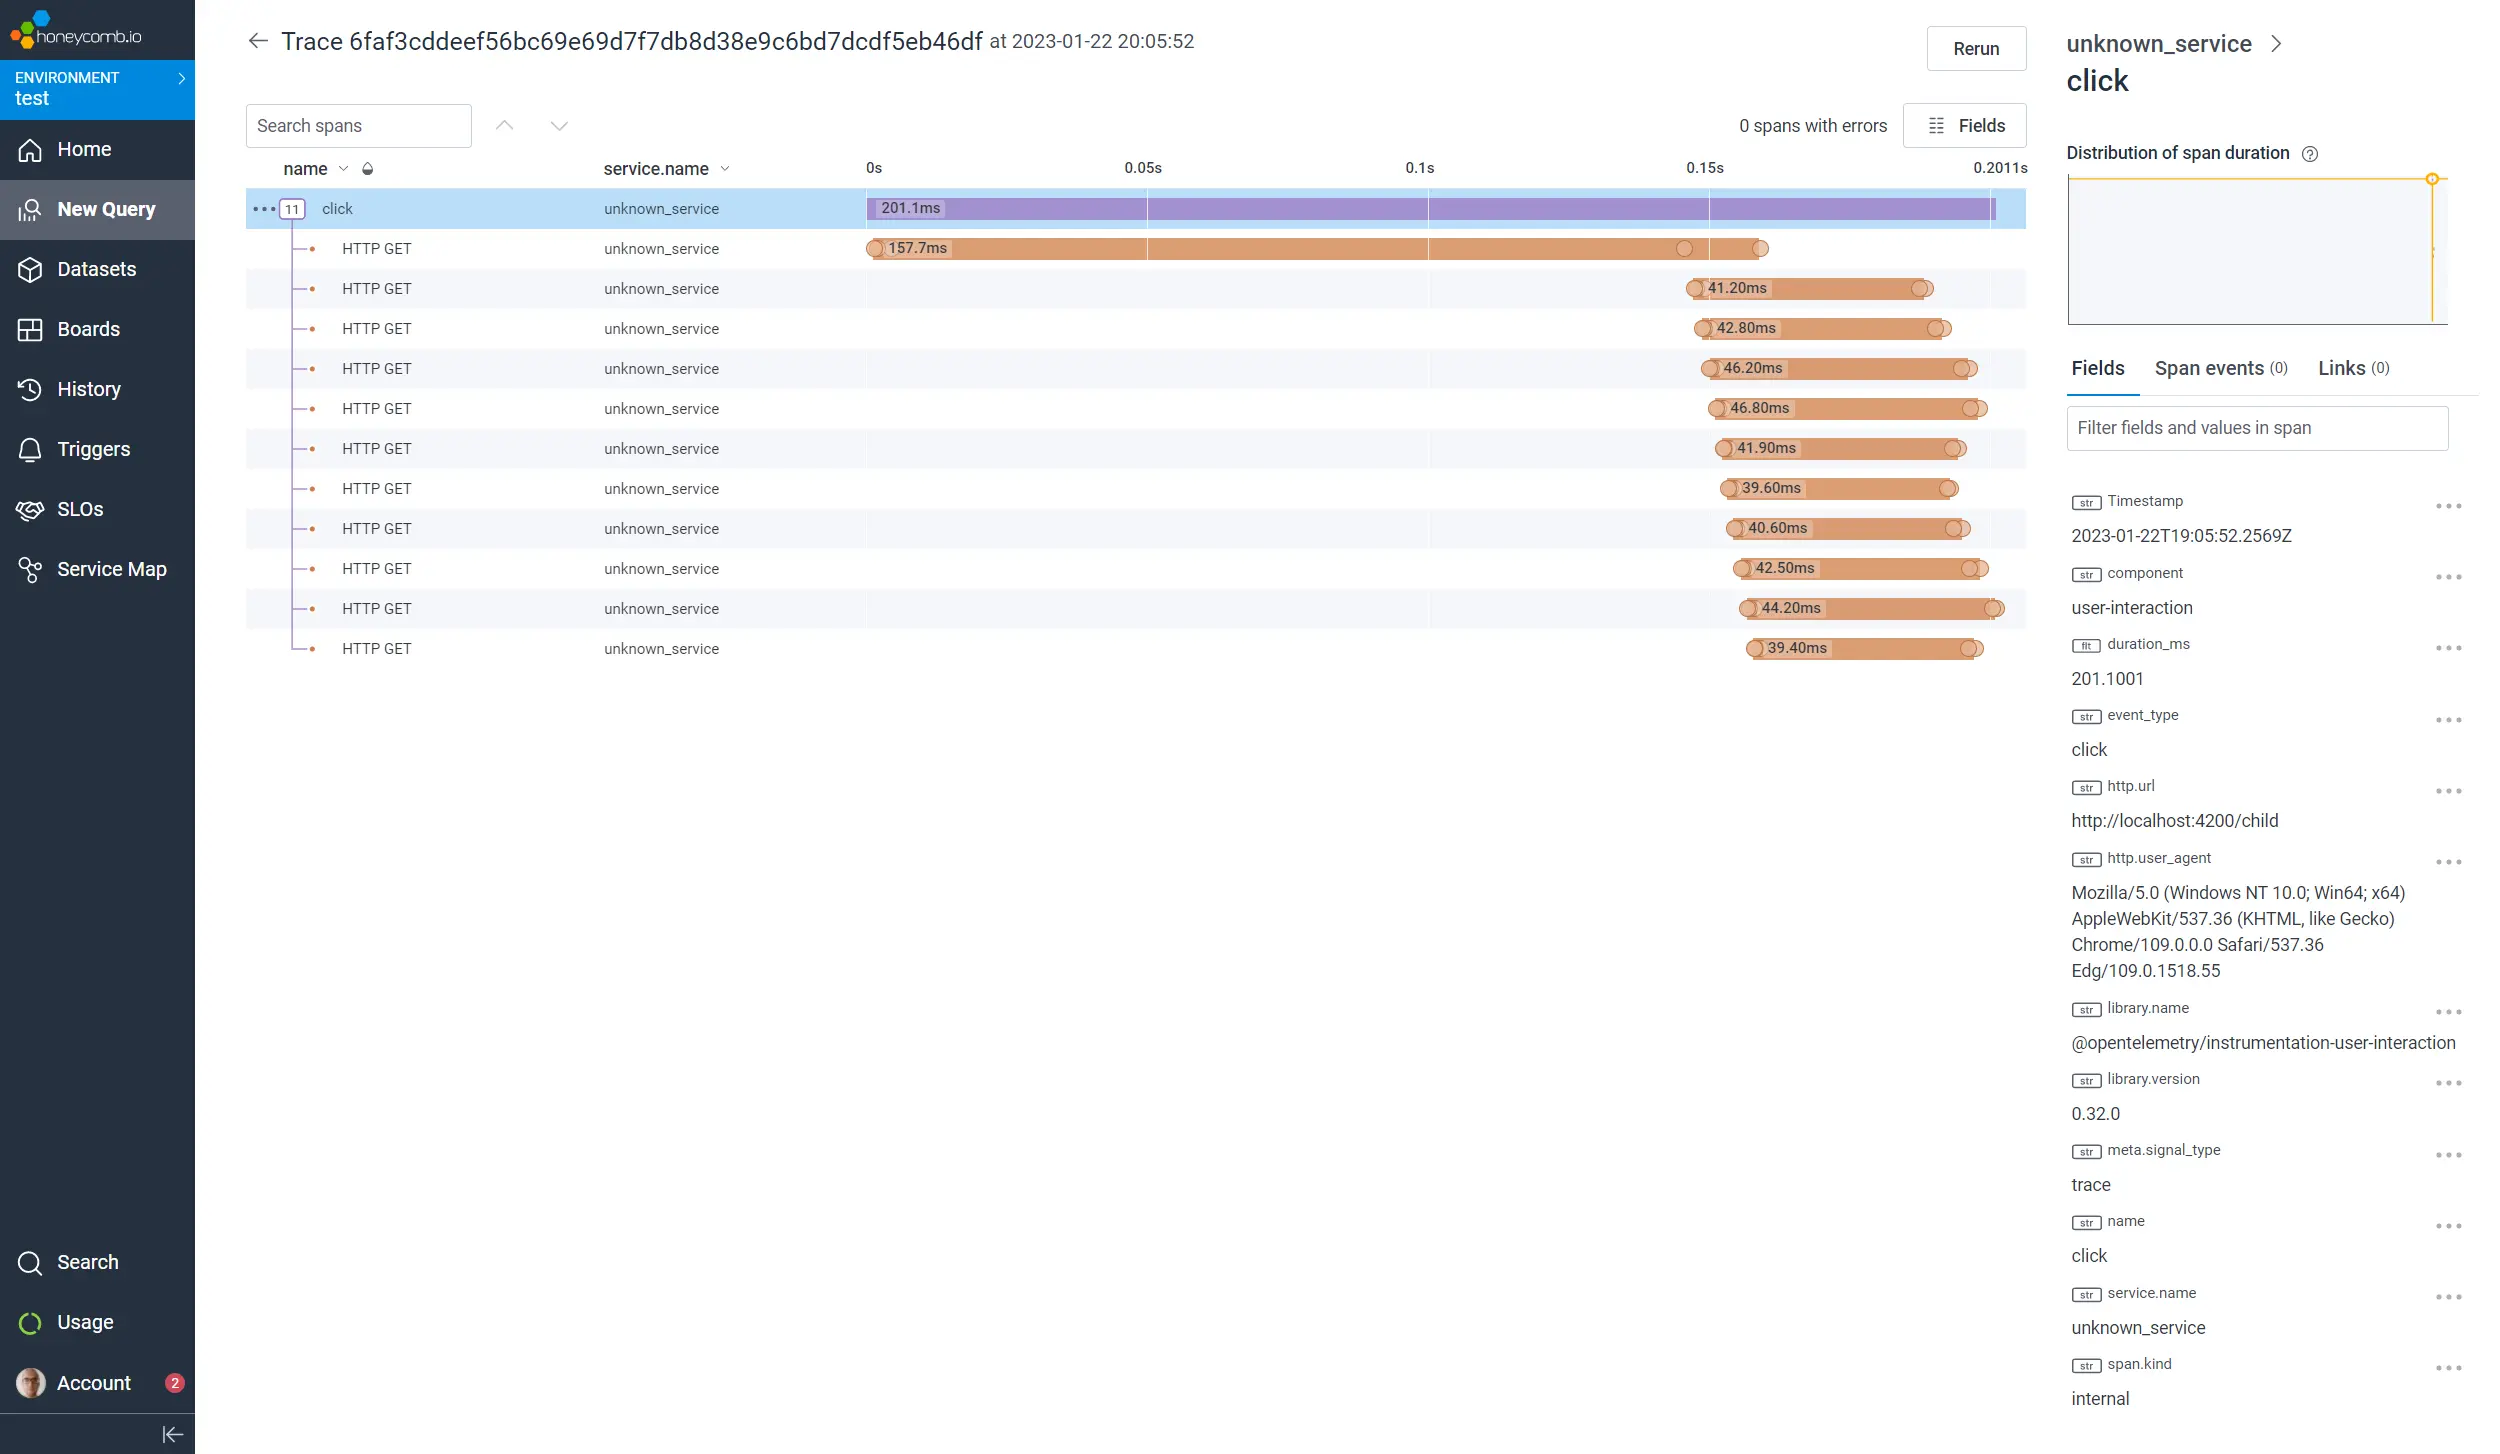 honeycomb.io
ENVIRONMENT
test
Home
New Query
Datasets
Boards
History
Triggers
SLOs
Service Map
Search
Usage
Account 2
Trace 6faf3cddeef56bc69e69d7f7db8d38e9c6bd7dcdf5eb46df at 2023-01-22 20:05:52
Rerun
Search spans
0 spans with errors
Fields
name service.name 0s 0.05s 0.1s 0.15s 0.2011s
11 click unknown_service 201.1ms
HTTP GET unknown_service 157.7ms
HTTP GET unknown_service 41.20ms
HTTP GET unknown_service 42.80ms
HTTP GET unknown_service 46.20ms
HTTP GET unknown_service 46.80ms
HTTP GET unknown_service 41.90ms
HTTP GET unknown_service 39.60ms
HTTP GET unknown_service 40.60ms
HTTP GET unknown_service 42.50ms
HTTP GET unknown_service 44.20ms
HTTP GET unknown_service 39.40ms
unknown_service
click
Distribution of span duration
Fields Span events (0) Links (0)
Filter fields and values in span
str Timestamp
2023-01-22T19:05:52.2569Z
str component
user-interaction
flt duration_ms
201.1001
str event_type
click
str http.url
http://localhost:4200/child
str http.user_agent
Mozilla/5.0 (Windows NT 10.0; Win64; x64)
AppleWebKit/537.36 (KHTML, like Gecko)
Chrome/109.0.0.0 Safari/537.36
Edg/109.0.1518.55
str library.name
@opentelemetry/instrumentation-user-interaction
str library.version
0.32.0
str meta.signal_type
trace
str name
click
str service.name
unknown_service
str span.kind
internal